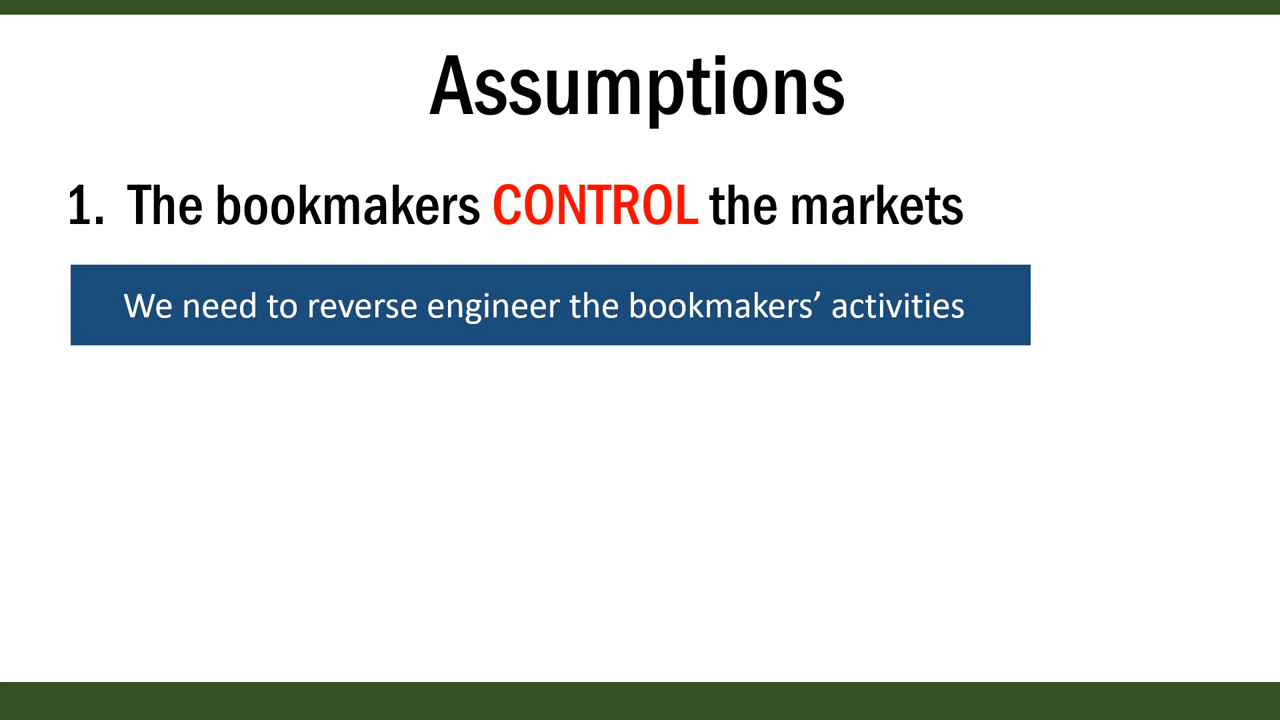 Assumptions
1. The bookmakers CONTROL the markets
We need to reverse engineer the bookmakers’ activities